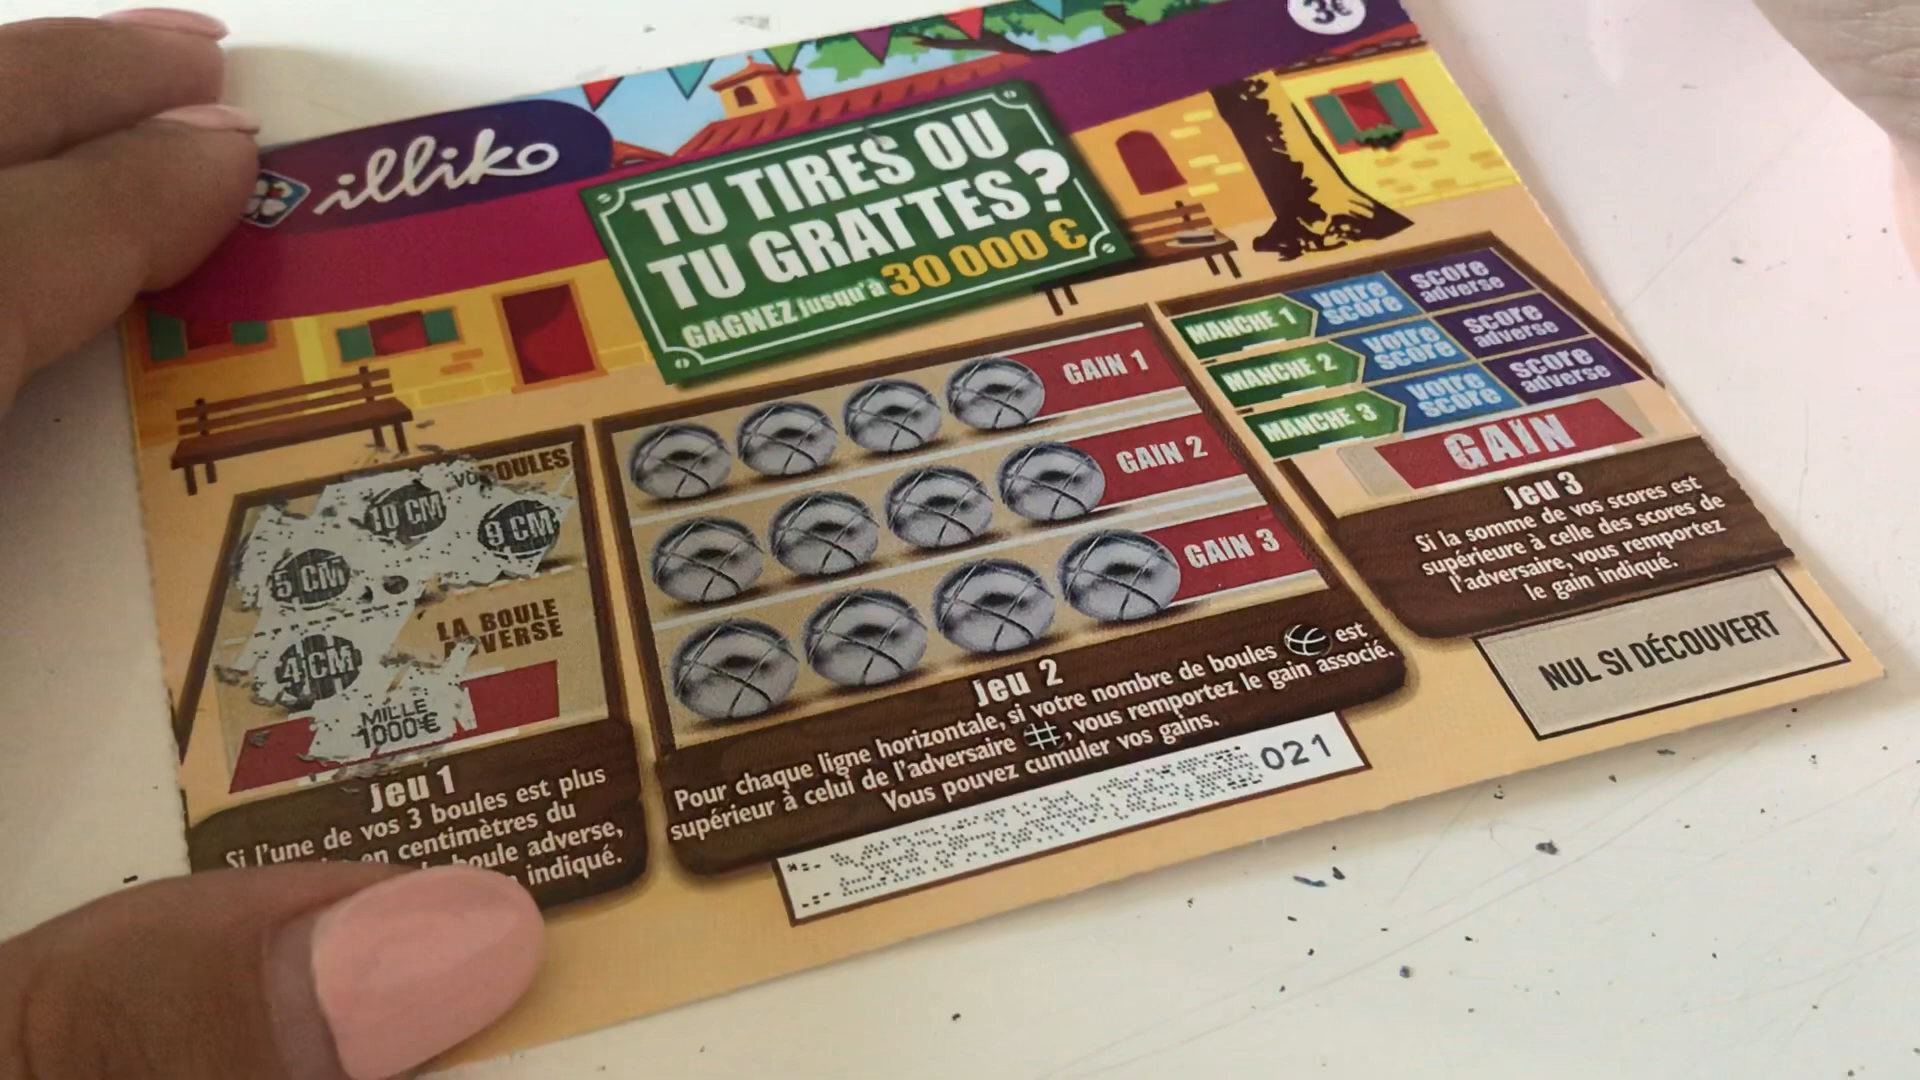 3€
illiko
TU TIRES OU
TU GRATTES?
GAGNEZ jusqu'à 30 000 €
BOULES
10 CM
9 CM
5 CM
LA BOULE
VERSE
4 CM
MILLE
1000€
Jeu 1
Si l'une de vos 3 boules est plus
en centimètres du
boule adverse,
indiqué.
GAIN 1
GAIN 2
GAIN 3
Jeu 2
Pour chaque ligne horizontale, si votre nombre de boules est
supérieur à celui de l'adversaire , vous remportez le gain associé.
Vous pouvez cumuler vos gains.
021
MANCHE 1 votre score score adverse
MANCHE 2 votre score score adverse
MANCHE 3 votre score score adverse
GAIN
Jeu 3
Si la somme de vos scores est
supérieure à celle des scores de
l'adversaire, vous remportez
le gain indiqué.
NUL SI DÉCOUVERT